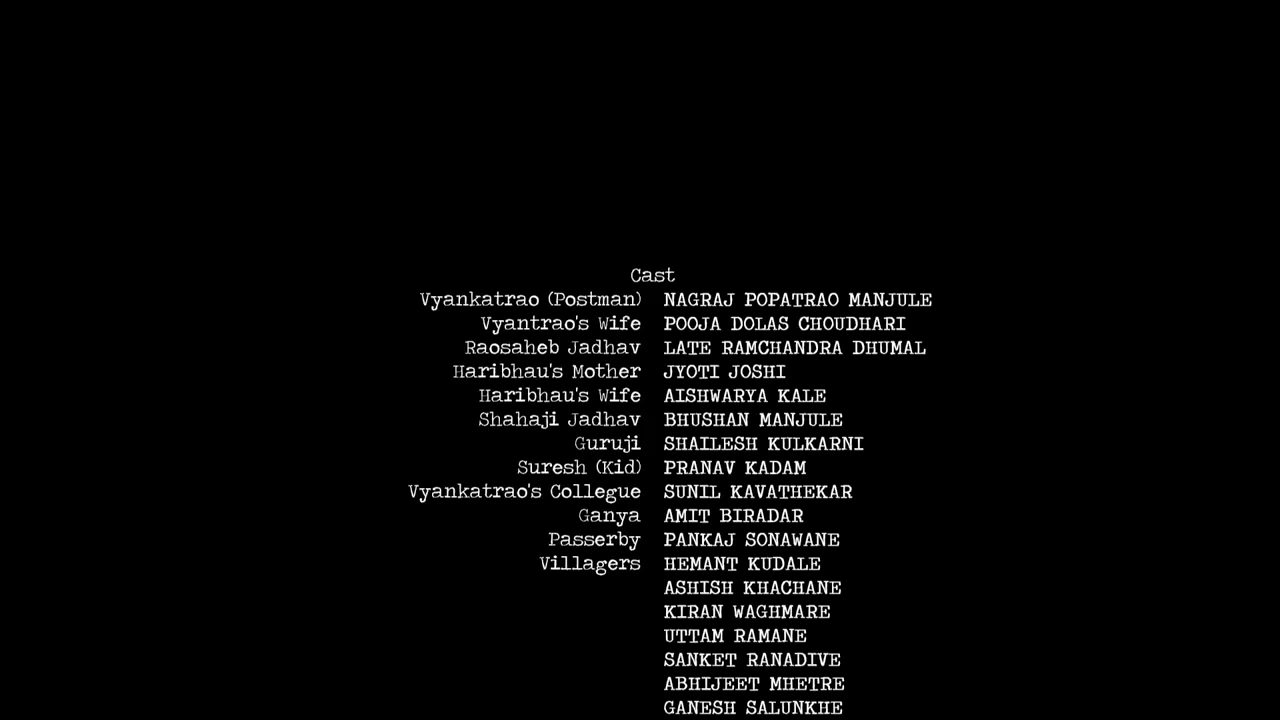 Cast
Vyankatrao (Postman) NAGRAJ POPATRAO MANJULE
Vyantrao's Wife POOJA DOLAS CHOUDHARI
Raosaheb Jadhav LATE RAMCHANDRA DHUMAL
Haribhau's Mother JYOTI JOSHI
Haribhau's Wife AISHWARYA KALE
Shahaji Jadhav BHUSHAN MANJULE
Guruji SHAILESH KULKARNI
Suresh (Kid) PRANAV KADAM
Vyankatrao's Collegue SUNIL KAVATHEKAR
Ganya AMIT BIRADAR
Passerby PANKAJ SONAWANE
Villagers HEMANT KUDALE
ASHISH KHACHANE
KIRAN WAGHMARE
UTTAM RAMANE
SANKET RANADIVE
ABHIJEET MHETRE
GANESH SALUNKHE